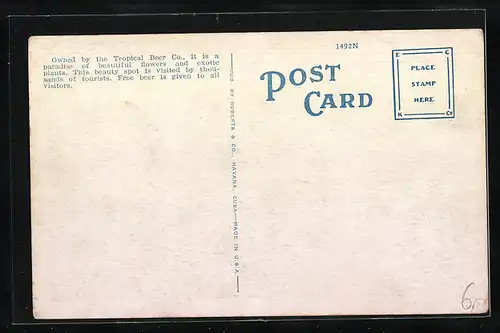 Owned by the Tropical Beer Co., it is a
paradise of beautiful flowers and exotic
plants. This beauty spot is visited by thou-
sands of tourists. Free beer is given to all
visitors.
PUB. BY ROBERTS & CO., HAVANA, CUBA—MADE IN U.S.A.
1492N
POST
CARD
E C
PLACE
STAMP
HERE
K Co